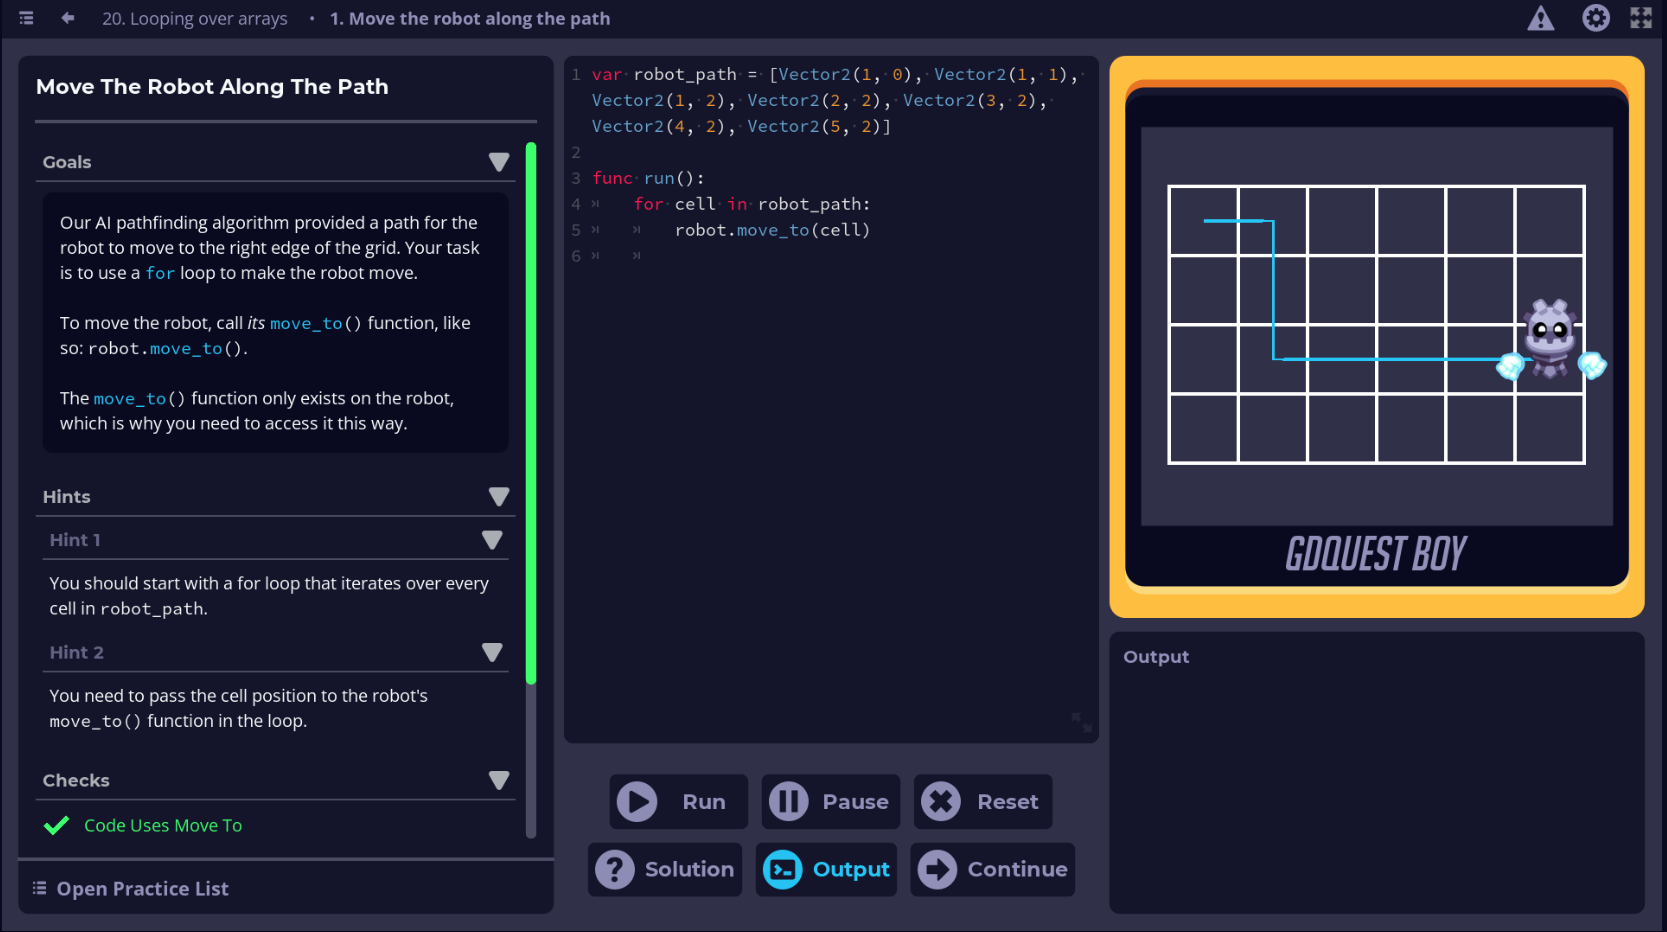 20. Looping over arrays • 1. Move the robot along the path
Move The Robot Along The Path
Goals
Our AI pathfinding algorithm provided a path for the
robot to move to the right edge of the grid. Your task
is to use a for loop to make the robot move.
To move the robot, call its move_to() function, like
so: robot.move_to().
The move_to() function only exists on the robot,
which is why you need to access it this way.
Hints
Hint 1
You should start with a for loop that iterates over every
cell in robot_path.
Hint 2
You need to pass the cell position to the robot's
move_to() function in the loop.
Checks
Code Uses Move To
Open Practice List
1 var robot_path = [Vector2(1, 0), Vector2(1, 1),
Vector2(1, 2), Vector2(2, 2), Vector2(3, 2),
Vector2(4, 2), Vector2(5, 2)]
2
3 func run():
4 for cell in robot_path:
5 robot.move_to(cell)
6
Run Pause Reset
Solution Output Continue
GDQUEST BOY
Output